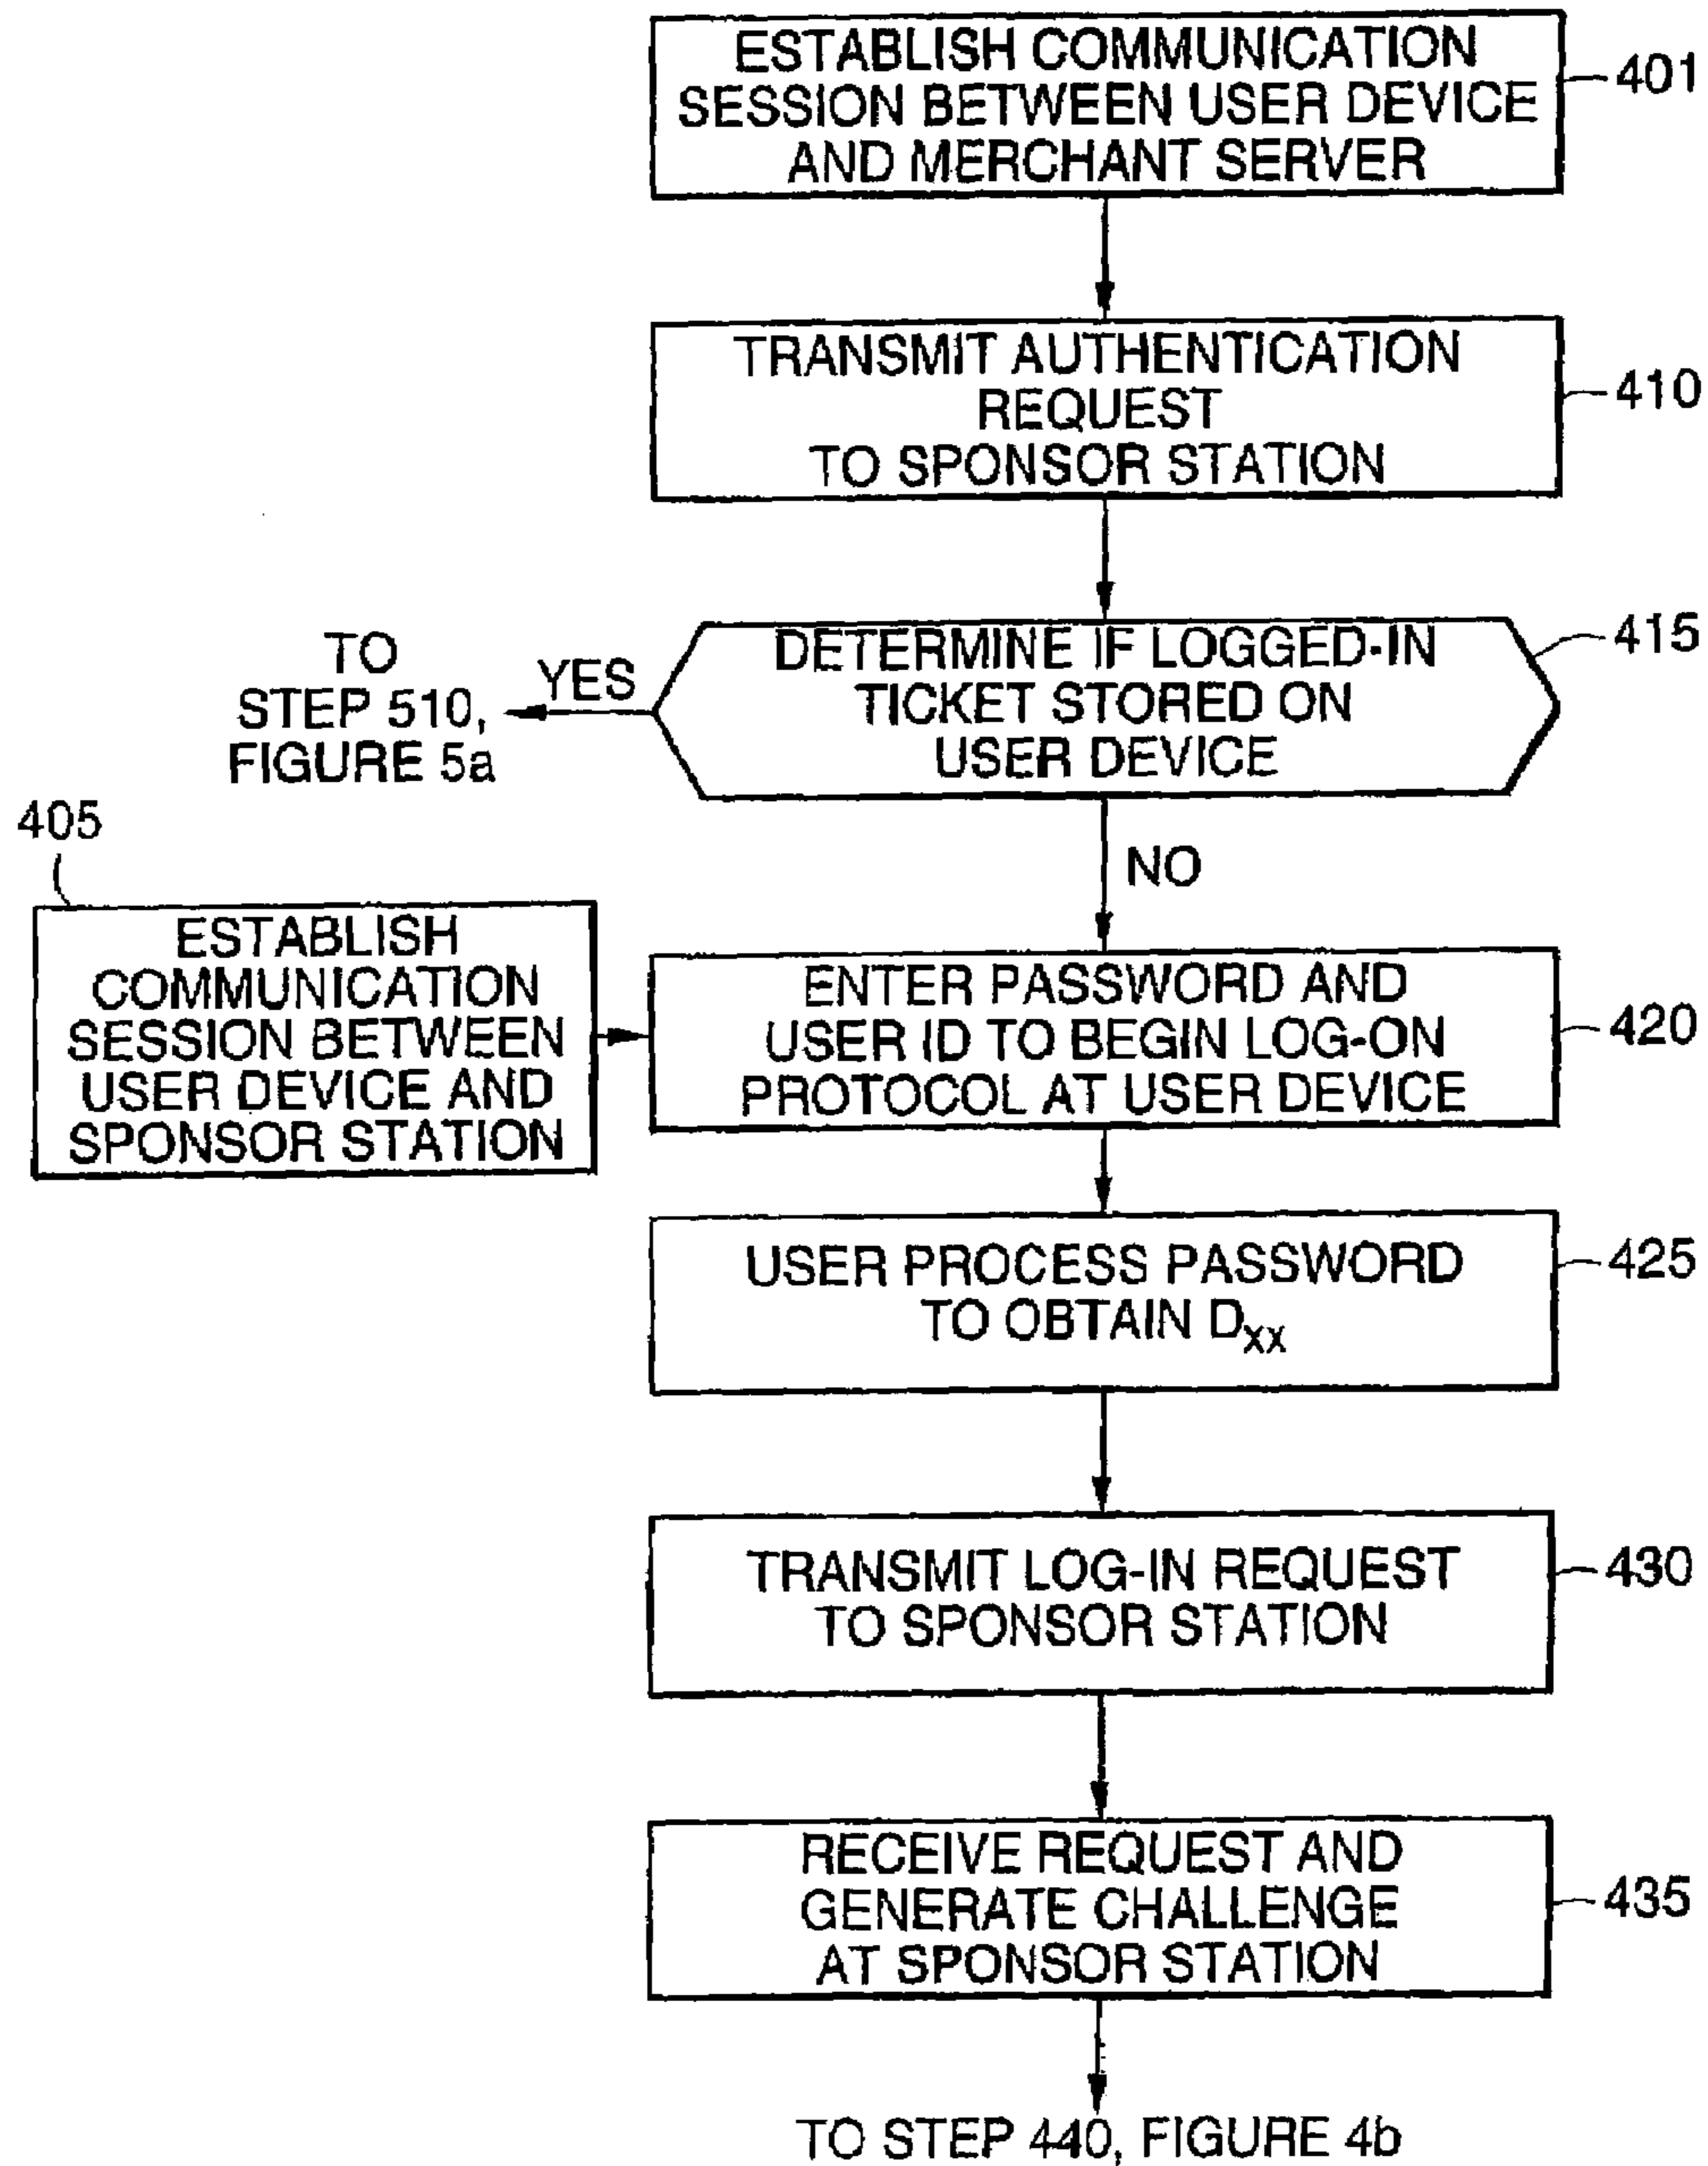 ESTABLISH COMMUNICATION
SESSION BETWEEN USER DEVICE
AND MERCHANT SERVER
401
TRANSMIT AUTHENTICATION
REQUEST
TO SPONSOR STATION
410
DETERMINE IF LOGGED-IN
TICKET STORED ON
USER DEVICE
415
YES
TO
STEP 510,
FIGURE 5a
NO
405
ESTABLISH
COMMUNICATION
SESSION BETWEEN
USER DEVICE AND
SPONSOR STATION
ENTER PASSWORD AND
USER ID TO BEGIN LOG-ON
PROTOCOL AT USER DEVICE
420
USER PROCESS PASSWORD
TO OBTAIN Dxx
425
TRANSMIT LOG-IN REQUEST
TO SPONSOR STATION
430
RECEIVE REQUEST AND
GENERATE CHALLENGE
AT SPONSOR STATION
435
TO STEP 440, FIGURE 4b